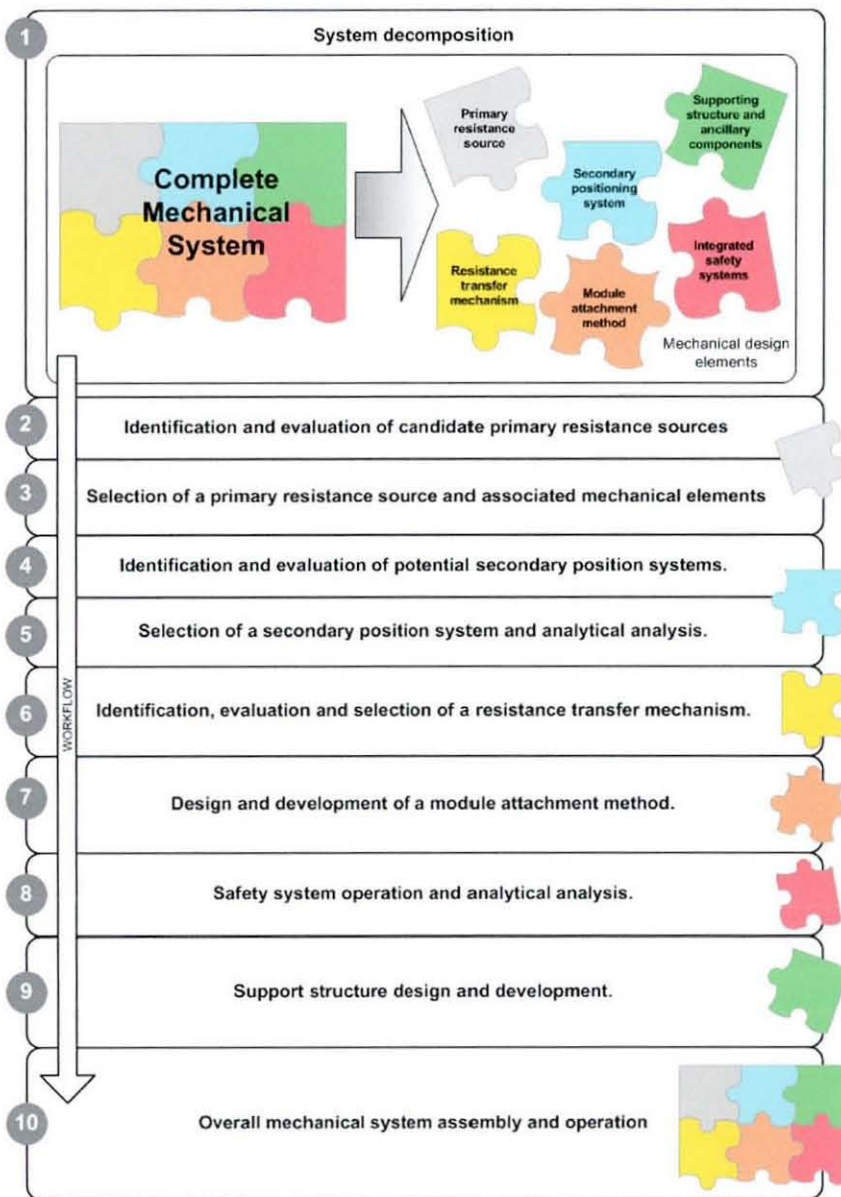 1
System decomposition
Complete
Mechanical
System
Primary
resistance
source
Supporting
structure and
ancillary
components
Secondary
positioning
system
Resistance
transfer
mechanism
Module
attachment
method
Integrated
safety
systems
Mechanical design
elements
2
Identification and evaluation of candidate primary resistance sources
3
Selection of a primary resistance source and associated mechanical elements
4
Identification and evaluation of potential secondary position systems.
5
Selection of a secondary position system and analytical analysis.
WORKFLOW
6
Identification, evaluation and selection of a resistance transfer mechanism.
7
Design and development of a module attachment method.
8
Safety system operation and analytical analysis.
9
Support structure design and development.
10
Overall mechanical system assembly and operation